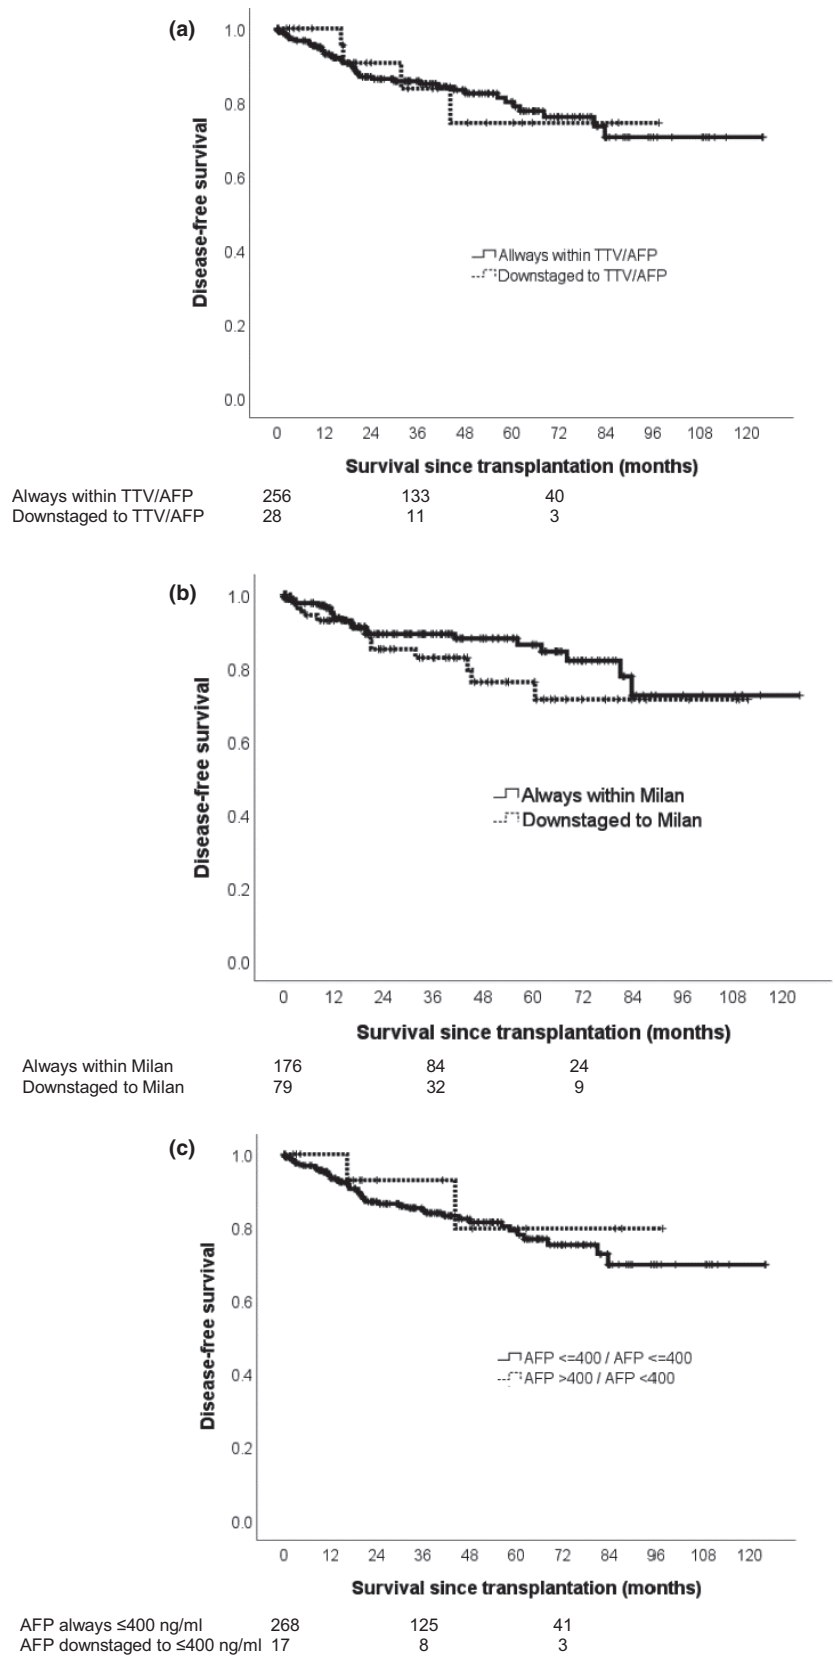 (a)
1.0
0.8
0.6
0.4
0.2
0.0
Disease-free survival
Allways within TTV/AFP
Downstaged to TTV/AFP
0 12 24 36 48 60 72 84 96 108 120
Survival since transplantation (months)
Always within TTV/AFP 256 133 40
Downstaged to TTV/AFP 28 11 3
(b)
1.0
0.8
0.6
0.4
0.2
0.0
Disease-free survival
Always within Milan
Downstaged to Milan
0 12 24 36 48 60 72 84 96 108 120
Survival since transplantation (months)
Always within Milan 176 84 24
Downstaged to Milan 79 32 9
(c)
1.0
0.8
0.6
0.4
0.2
0.0
Disease-free survival
AFP <=400 / AFP <=400
AFP >400 / AFP <400
0 12 24 36 48 60 72 84 96 108 120
Survival since transplantation (months)
AFP always ≤400 ng/ml 268 125 41
AFP downstaged to ≤400 ng/ml 17 8 3